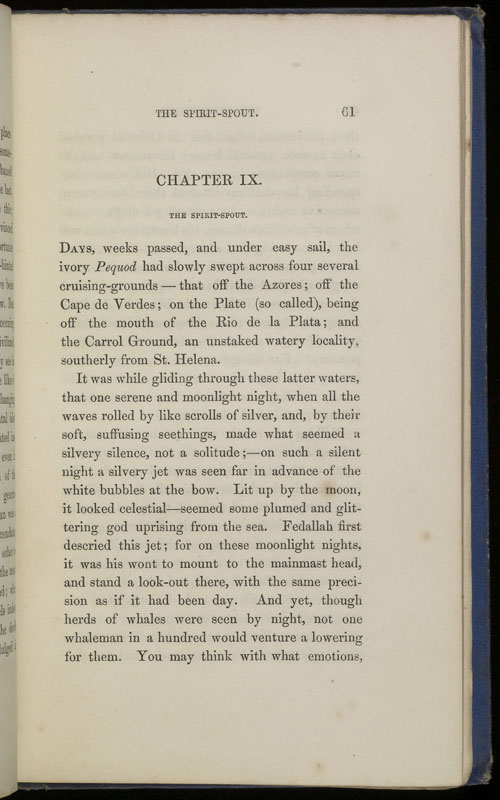 THE SPIRIT-SPOUT. 61
CHAPTER IX.
THE SPIRIT-SPOUT.
DAYS, weeks passed, and under easy sail, the
ivory Pequod had slowly swept across four several
cruising-grounds — that off the Azores; off the
Cape de Verdes; on the Plate (so called), being
off the mouth of the Rio de la Plata; and
the Carrol Ground, an unstaked watery locality,
southerly from St. Helena.
It was while gliding through these latter waters,
that one serene and moonlight night, when all the
waves rolled by like scrolls of silver, and, by their
soft, suffusing seethings, made what seemed a
silvery silence, not a solitude;—on such a silent
night a silvery jet was seen far in advance of the
white bubbles at the bow. Lit up by the moon,
it looked celestial—seemed some plumed and glit-
tering god uprising from the sea. Fedallah first
descried this jet; for on these moonlight nights,
it was his wont to mount to the mainmast head,
and stand a look-out there, with the same preci-
sion as if it had been day. And yet, though
herds of whales were seen by night, not one
whaleman in a hundred would venture a lowering
for them. You may think with what emotions,